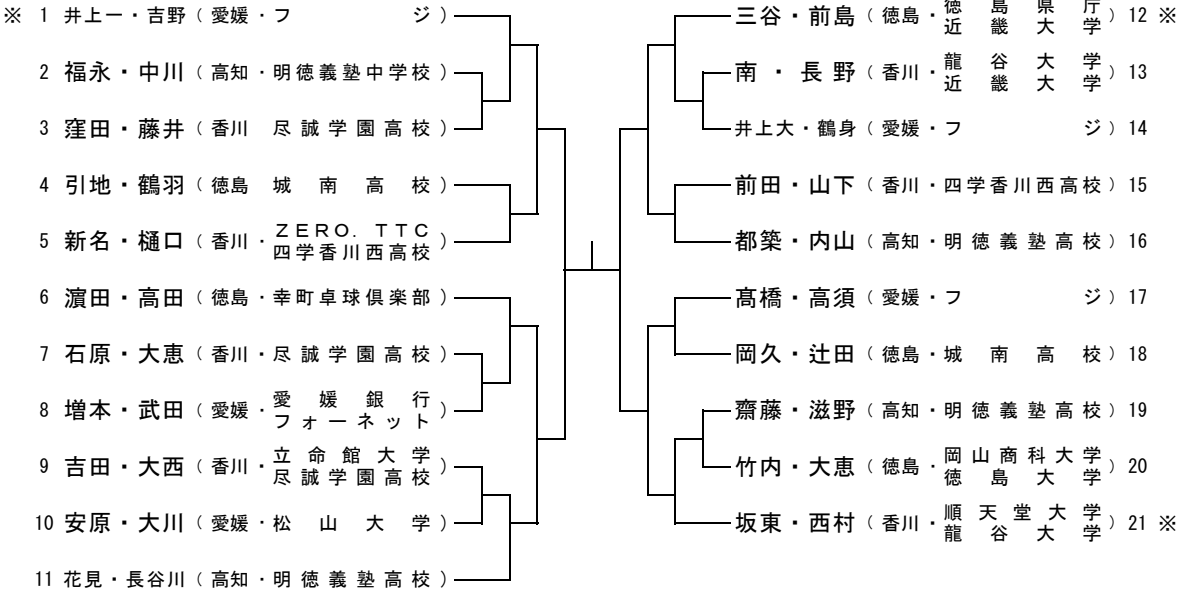 ※ 1 井上一・吉野（愛媛・フジ）
2 福永・中川（高知・明徳義塾中学校）
3 窪田・藤井（香川 尽誠学園高校）
4 引地・鶴羽（徳島 城南高校）
5 新名・樋口（香川・ZERO. TTC
四学香川西高校）
6 濵田・高田（徳島・幸町卓球倶楽部）
7 石原・大恵（香川・尽誠学園高校）
8 増本・武田（愛媛・愛媛銀行
フォーネット）
9 吉田・大西（香川・立命館大学
尽誠学園高校）
10 安原・大川（愛媛・松山大学）
11 花見・長谷川（高知・明徳義塾高校）
三谷・前島（徳島・徳島県庁
近畿大学）12 ※
南・長野（香川・龍谷大学
近畿大学）13
井上大・鶴身（愛媛・フジ）14
前田・山下（香川・四学香川西高校）15
都築・内山（高知・明徳義塾高校）16
髙橋・高須（愛媛・フジ）17
岡久・辻田（徳島・城南高校）18
齋藤・滋野（高知・明徳義塾高校）19
竹内・大恵（徳島・岡山商科大学
徳島大学）20
坂東・西村（香川・順天堂大学
龍谷大学）21 ※